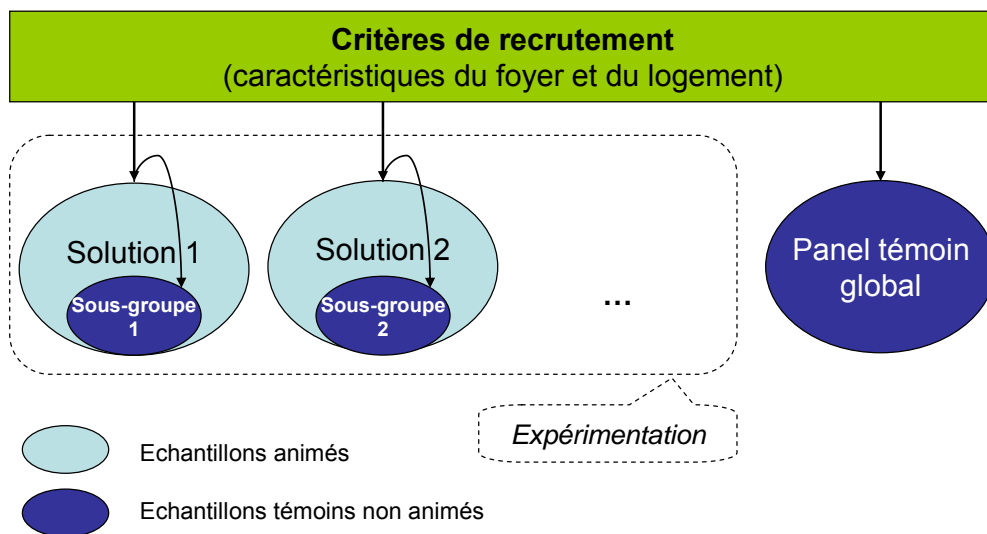 Critères de recrutement
(caractéristiques du foyer et du logement)
Solution 1
Sous-groupe
1
Solution 2
Sous-groupe
2
...
Panel témoin
global
Expérimentation
Echantillons animés
Echantillons témoins non animés